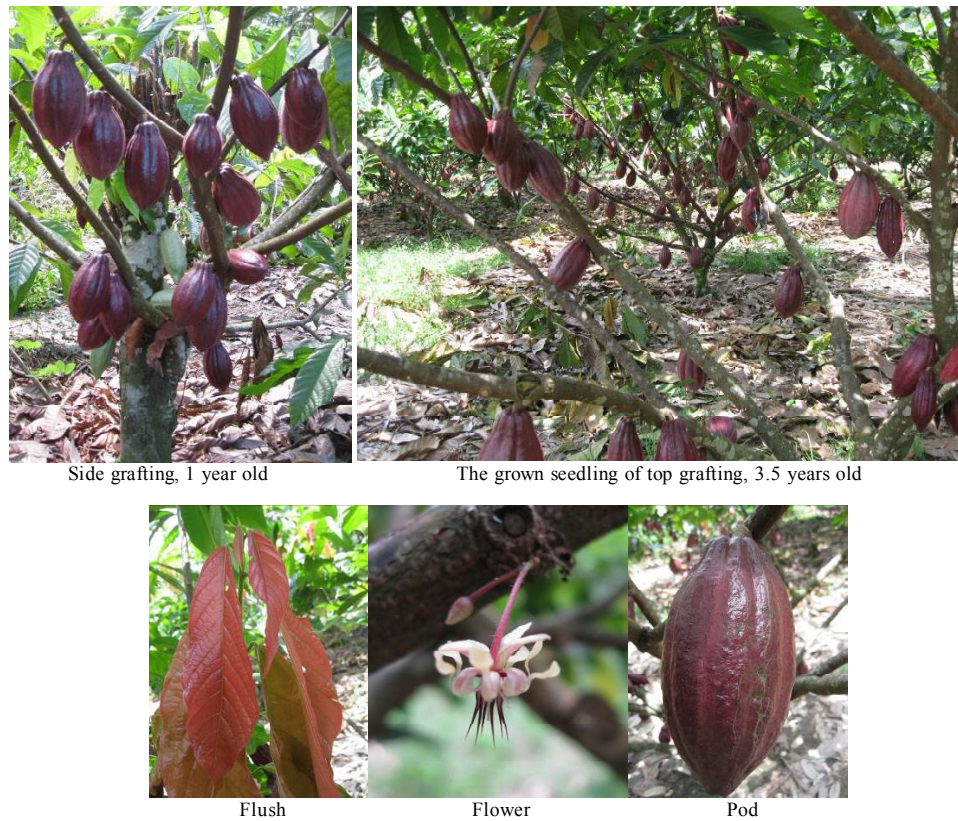 Side grafting, 1 year old
The grown seedling of top grafting, 3.5 years old
Flush
Flower
Pod